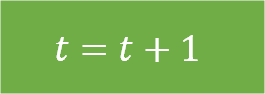 t = t + 1